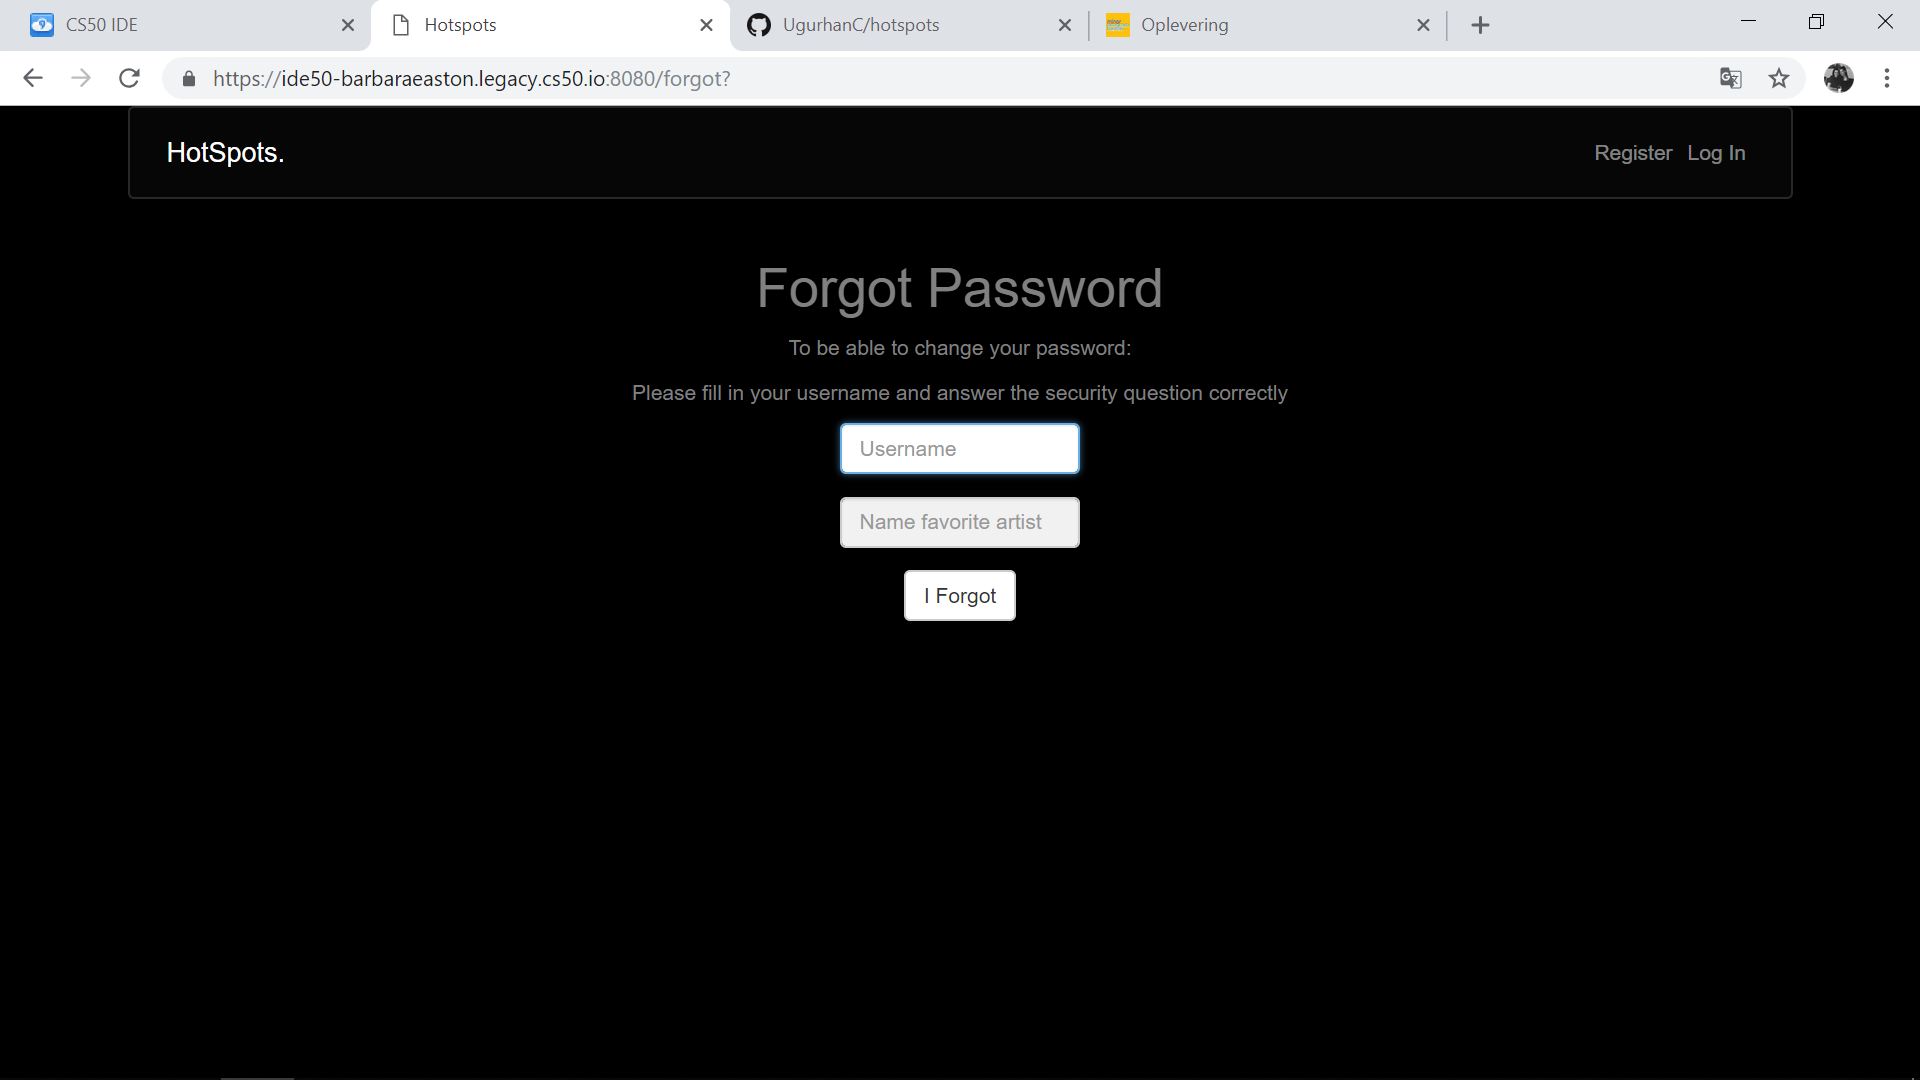 CS50 IDE
Hotspots
UgurhanC/hotspots
Oplevering
https://ide50-barbaraeaston.legacy.cs50.io:8080/forgot?
HotSpots.
Register Log In
Forgot Password
To be able to change your password:
Please fill in your username and answer the security question correctly
Username
Name favorite artist
I Forgot